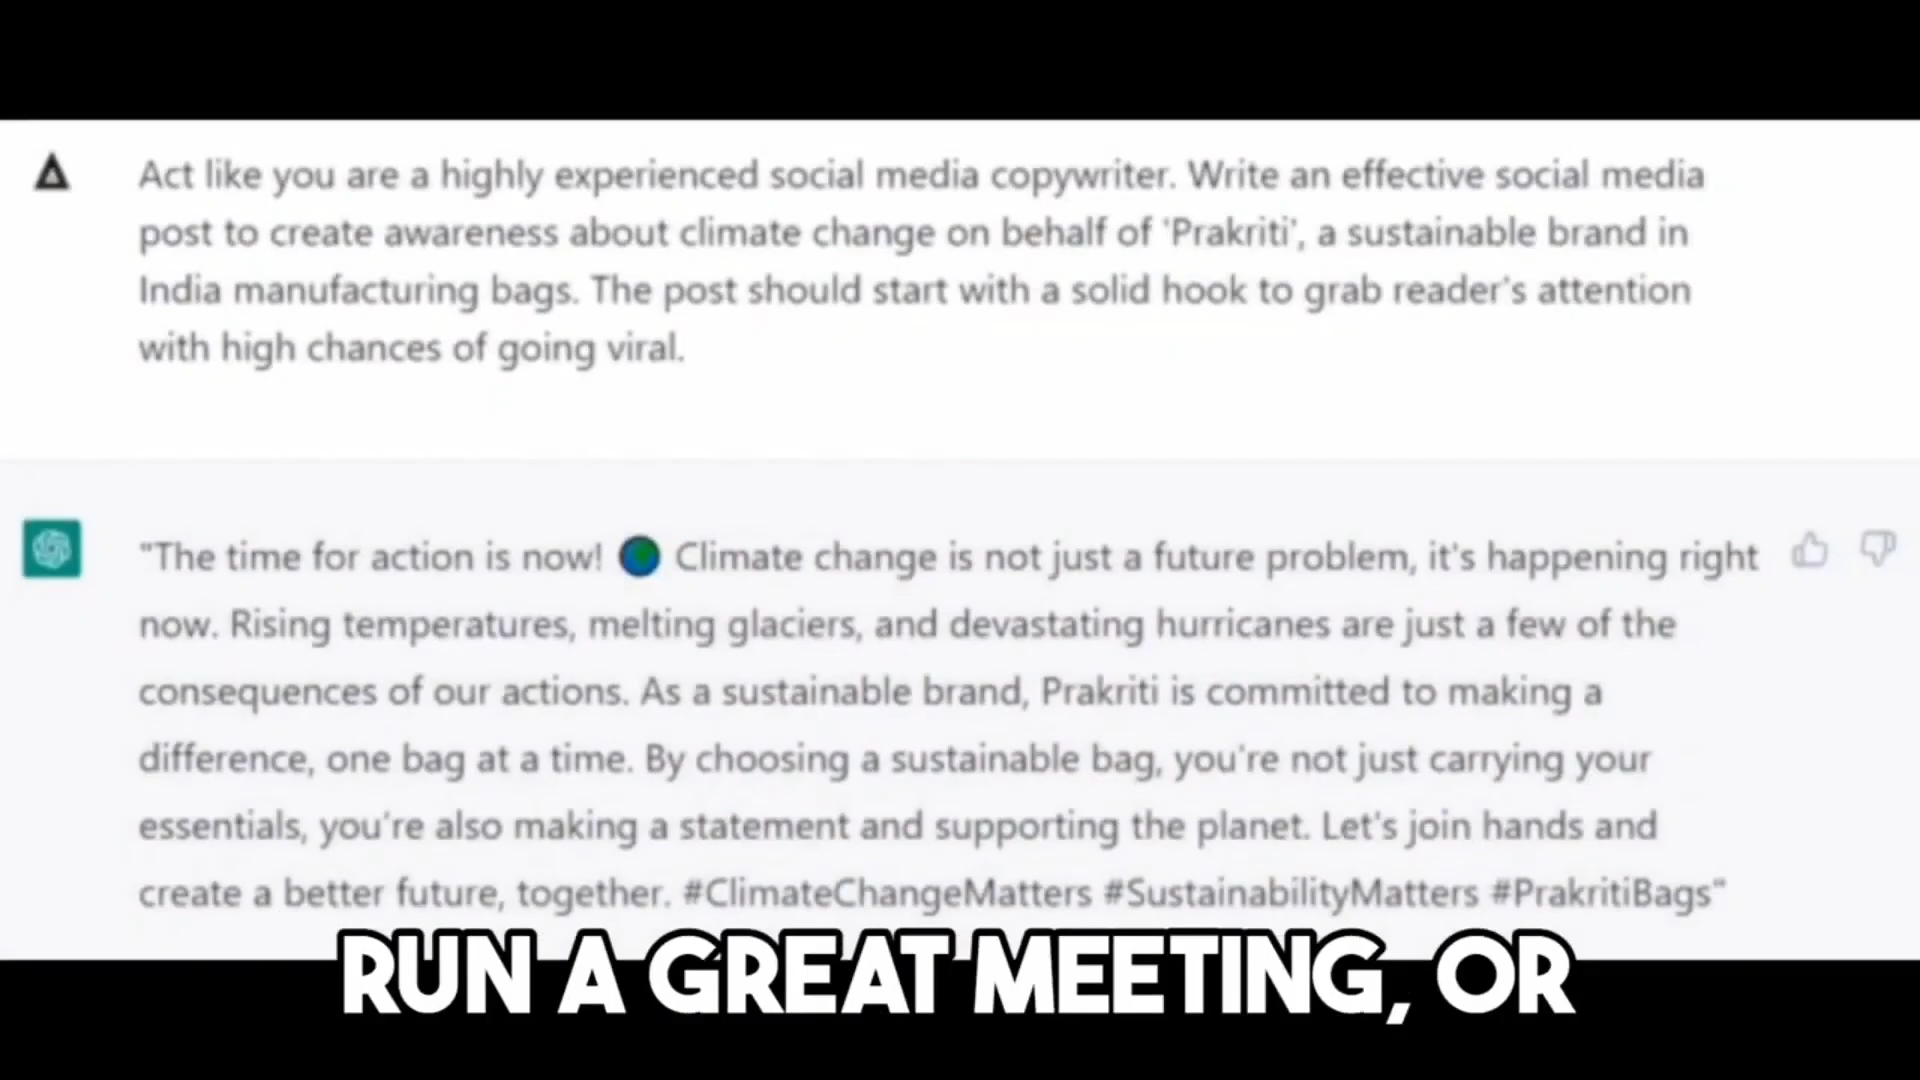 Act like you are a highly experienced social media copywriter. Write an effective social media
post to create awareness about climate change on behalf of 'Prakriti', a sustainable brand in
India manufacturing bags. The post should start with a solid hook to grab reader's attention
with high chances of going viral.
"The time for action is now! 🌍 Climate change is not just a future problem, it's happening right
now. Rising temperatures, melting glaciers, and devastating hurricanes are just a few of the
consequences of our actions. As a sustainable brand, Prakriti is committed to making a
difference, one bag at a time. By choosing a sustainable bag, you're not just carrying your
essentials, you're also making a statement and supporting the planet. Let's join hands and
create a better future, together. #ClimateChangeMatters #SustainabilityMatters #PrakritiBags"
RUN A GREAT MEETING, OR